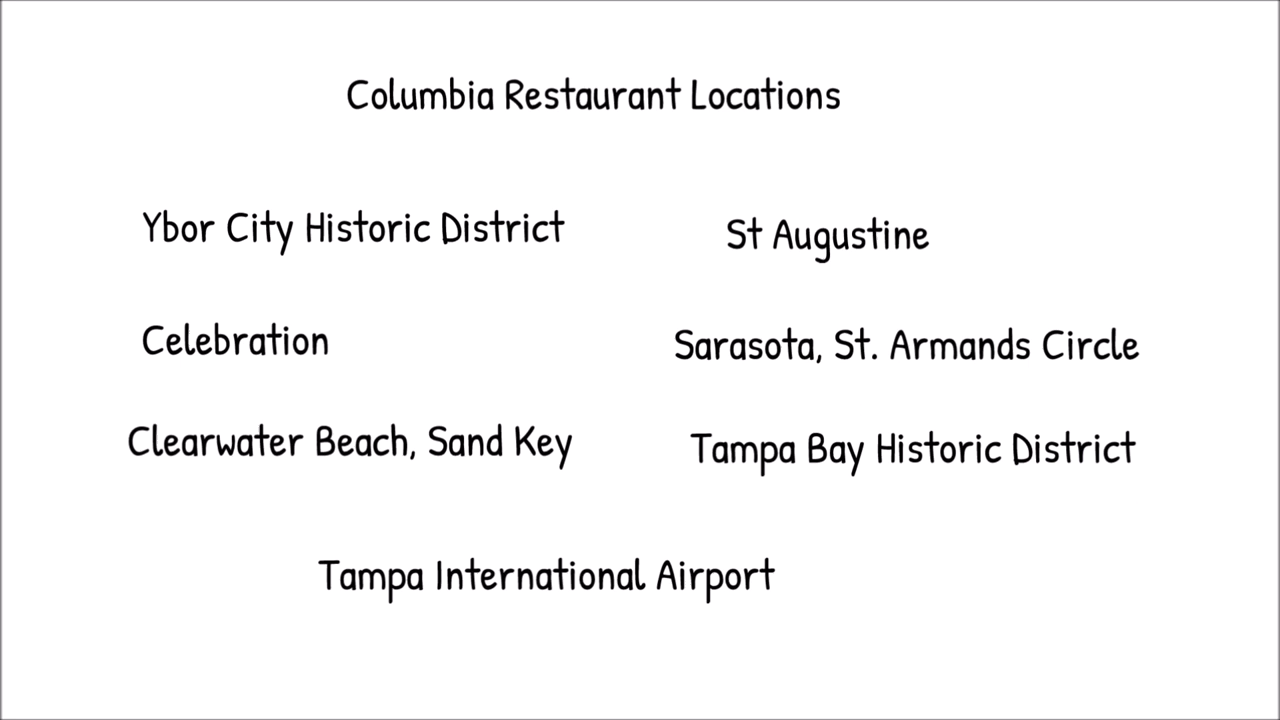 Columbia Restaurant Locations
Ybor City Historic District
St Augustine
Celebration
Sarasota, St. Armands Circle
Clearwater Beach, Sand Key
Tampa Bay Historic District
Tampa International Airport